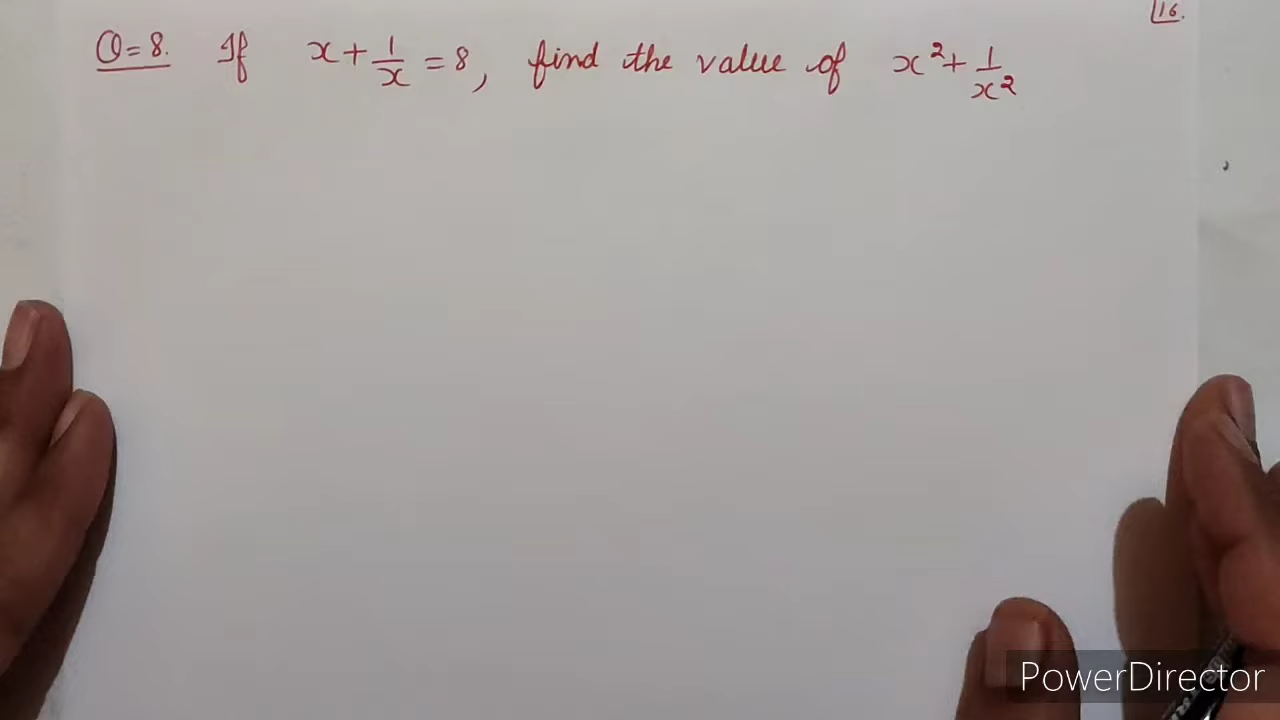 16.
Q=8. If x + 1/x = 8, find the value of x² + 1/x²
PowerDirector